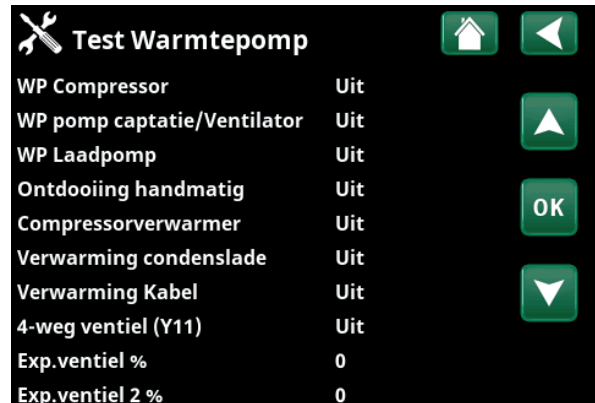 Test Warmtepomp
WP Compressor Uit
WP pomp captatie/Ventilator Uit
WP Laadpomp Uit
Ontdooiing handmatig Uit
Compressorverwarmer Uit
Verwarming condenslade Uit
Verwarming Kabel Uit
4-weg ventiel (Y11) Uit
Exp.ventiel % 0
Exp.ventiel 2 % 0
OK